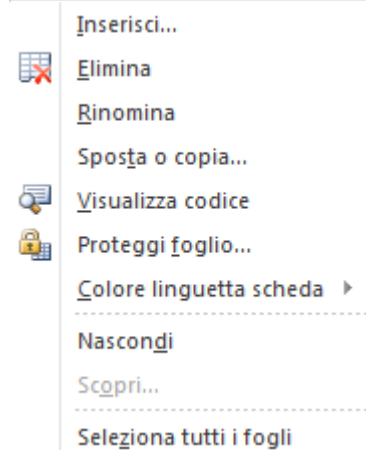 Inserisci...
Elimina
Rinomina
Sposta o copia...
Visualizza codice
Proteggi foglio...
Colore linguetta scheda
Nascondi
Scopri...
Seleziona tutti i fogli